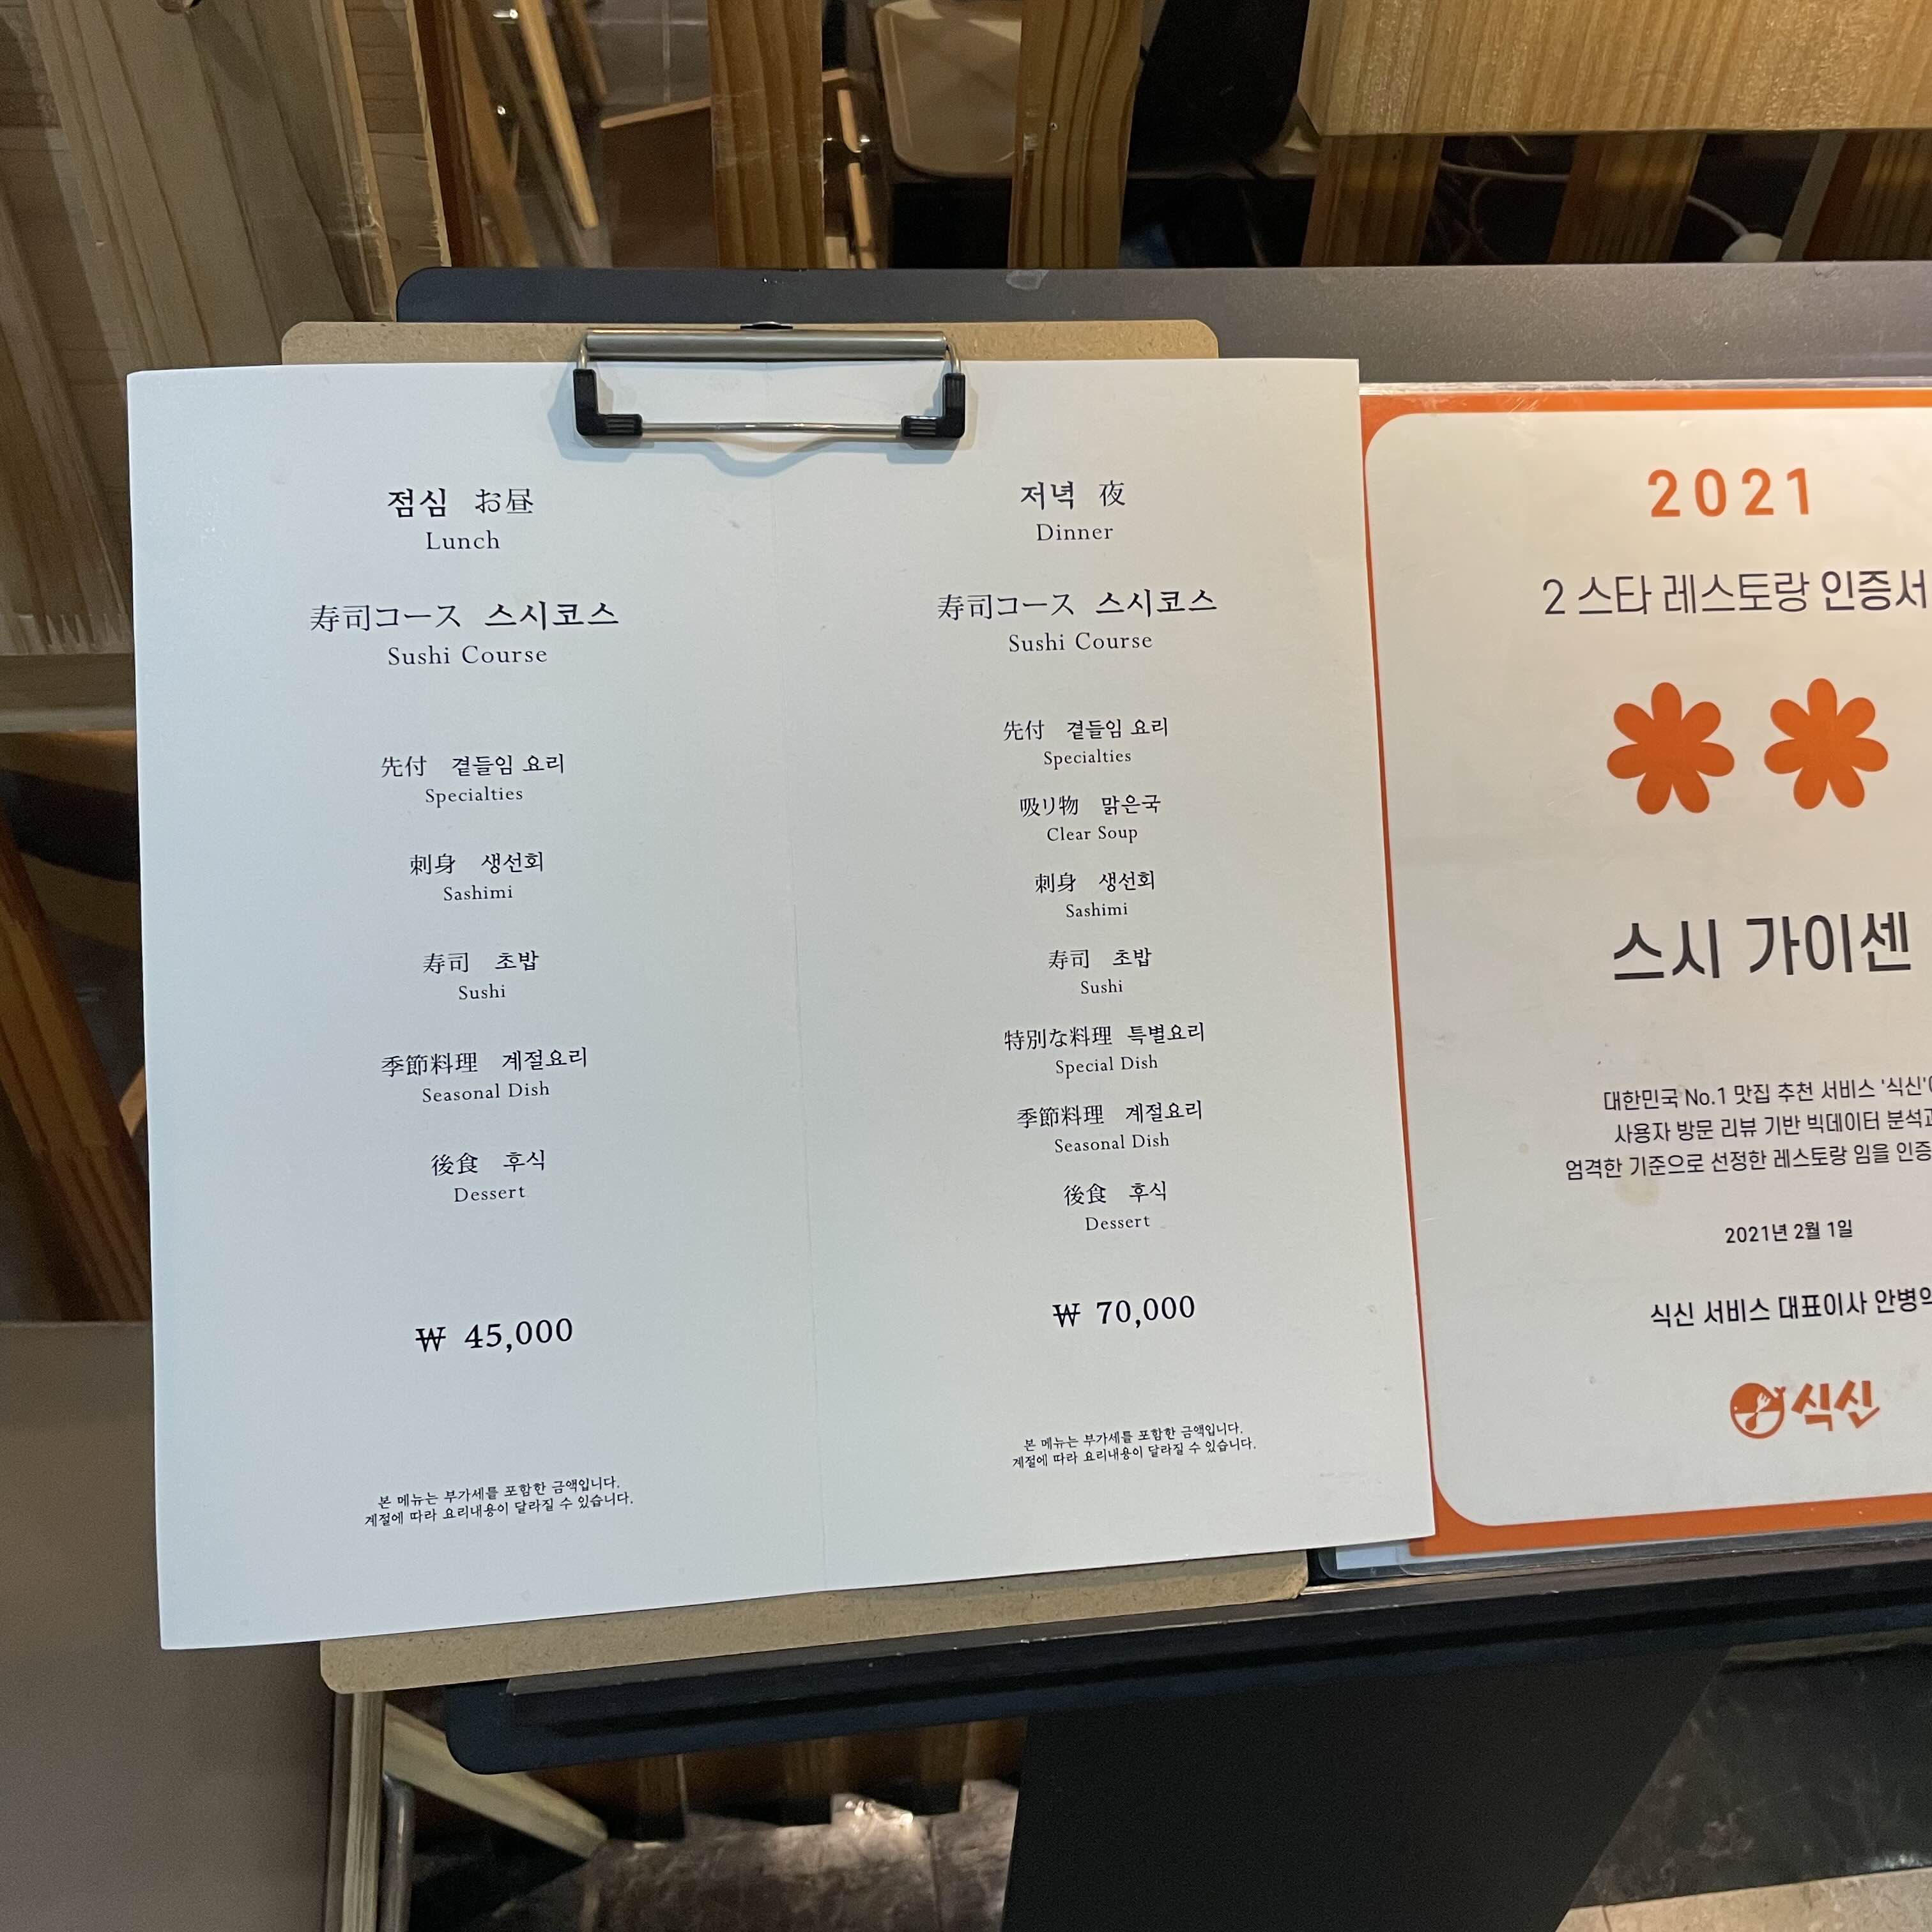 점심 お昼
Lunch
寿司コース 스시코스
Sushi Course
先付 곁들임 요리
Specialties
刺身 생선회
Sashimi
寿司 초밥
Sushi
季節料理 계절요리
Seasonal Dish
後食 후식
Dessert
₩ 45,000
본 메뉴는 부가세를 포함한 금액입니다.
계절에 따라 요리내용이 달라질 수 있습니다.
저녁 夜
Dinner
寿司コース 스시코스
Sushi Course
先付 곁들임 요리
Specialties
吸り物 맑은국
Clear Soup
刺身 생선회
Sashimi
寿司 초밥
Sushi
特別な料理 특별요리
Special Dish
季節料理 계절요리
Seasonal Dish
後食 후식
Dessert
₩ 70,000
본 메뉴는 부가세를 포함한 금액입니다.
계절에 따라 요리내용이 달라질 수 있습니다.
2021
2 스타 레스토랑 인증서
스시 가이센
대한민국 No.1 맛집 추천 서비스 '식신'
사용자 방문 리뷰 기반 빅데이터
엄격한 기준으로 선정한 레스토랑 임을 인증
2021년 2월 1일
식신 서비스 대표이사
식신